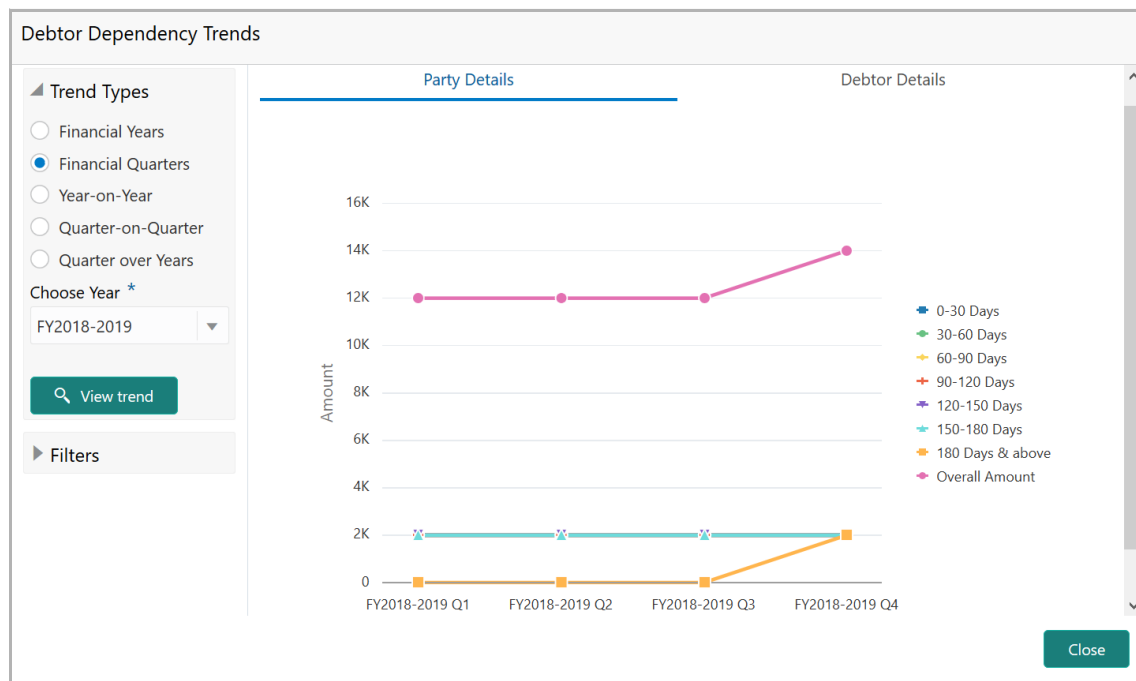 Debtor Dependency Trends
Trend Types
Financial Years
Financial Quarters
Year-on-Year
Quarter-on-Quarter
Quarter over Years
Choose Year *
FY2018-2019
View trend
Filters
Party Details
Debtor Details
16K
14K
12K
10K
8K
6K
4K
2K
0
Amount
FY2018-2019 Q1
FY2018-2019 Q2
FY2018-2019 Q3
FY2018-2019 Q4
0-30 Days
30-60 Days
60-90 Days
90-120 Days
120-150 Days
150-180 Days
180 Days & above
Overall Amount
Close